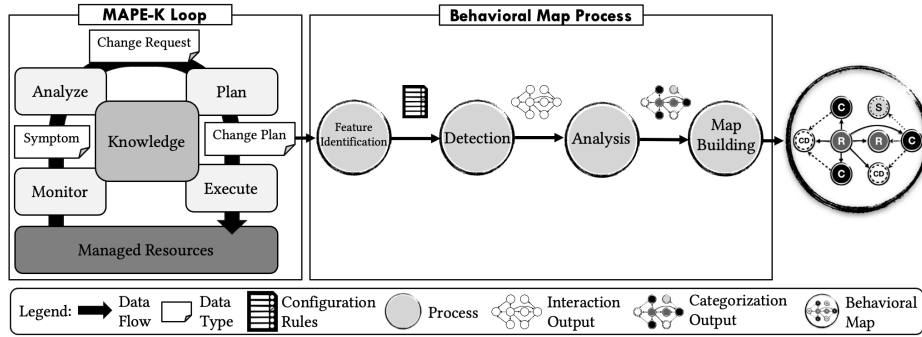 MAPE-K Loop
Behavioral Map Process
Change Request
Analyze
Plan
Symptom
Knowledge
Change Plan
Monitor
Execute
Managed Resources
Feature
Identification
Detection
Analysis
Map
Building
C
S
CD
R
R
C
C
CD
Legend:
Data
Flow
Data
Type
Configuration
Rules
Process
Interaction
Output
Categorization
Output
Behavioral
Map